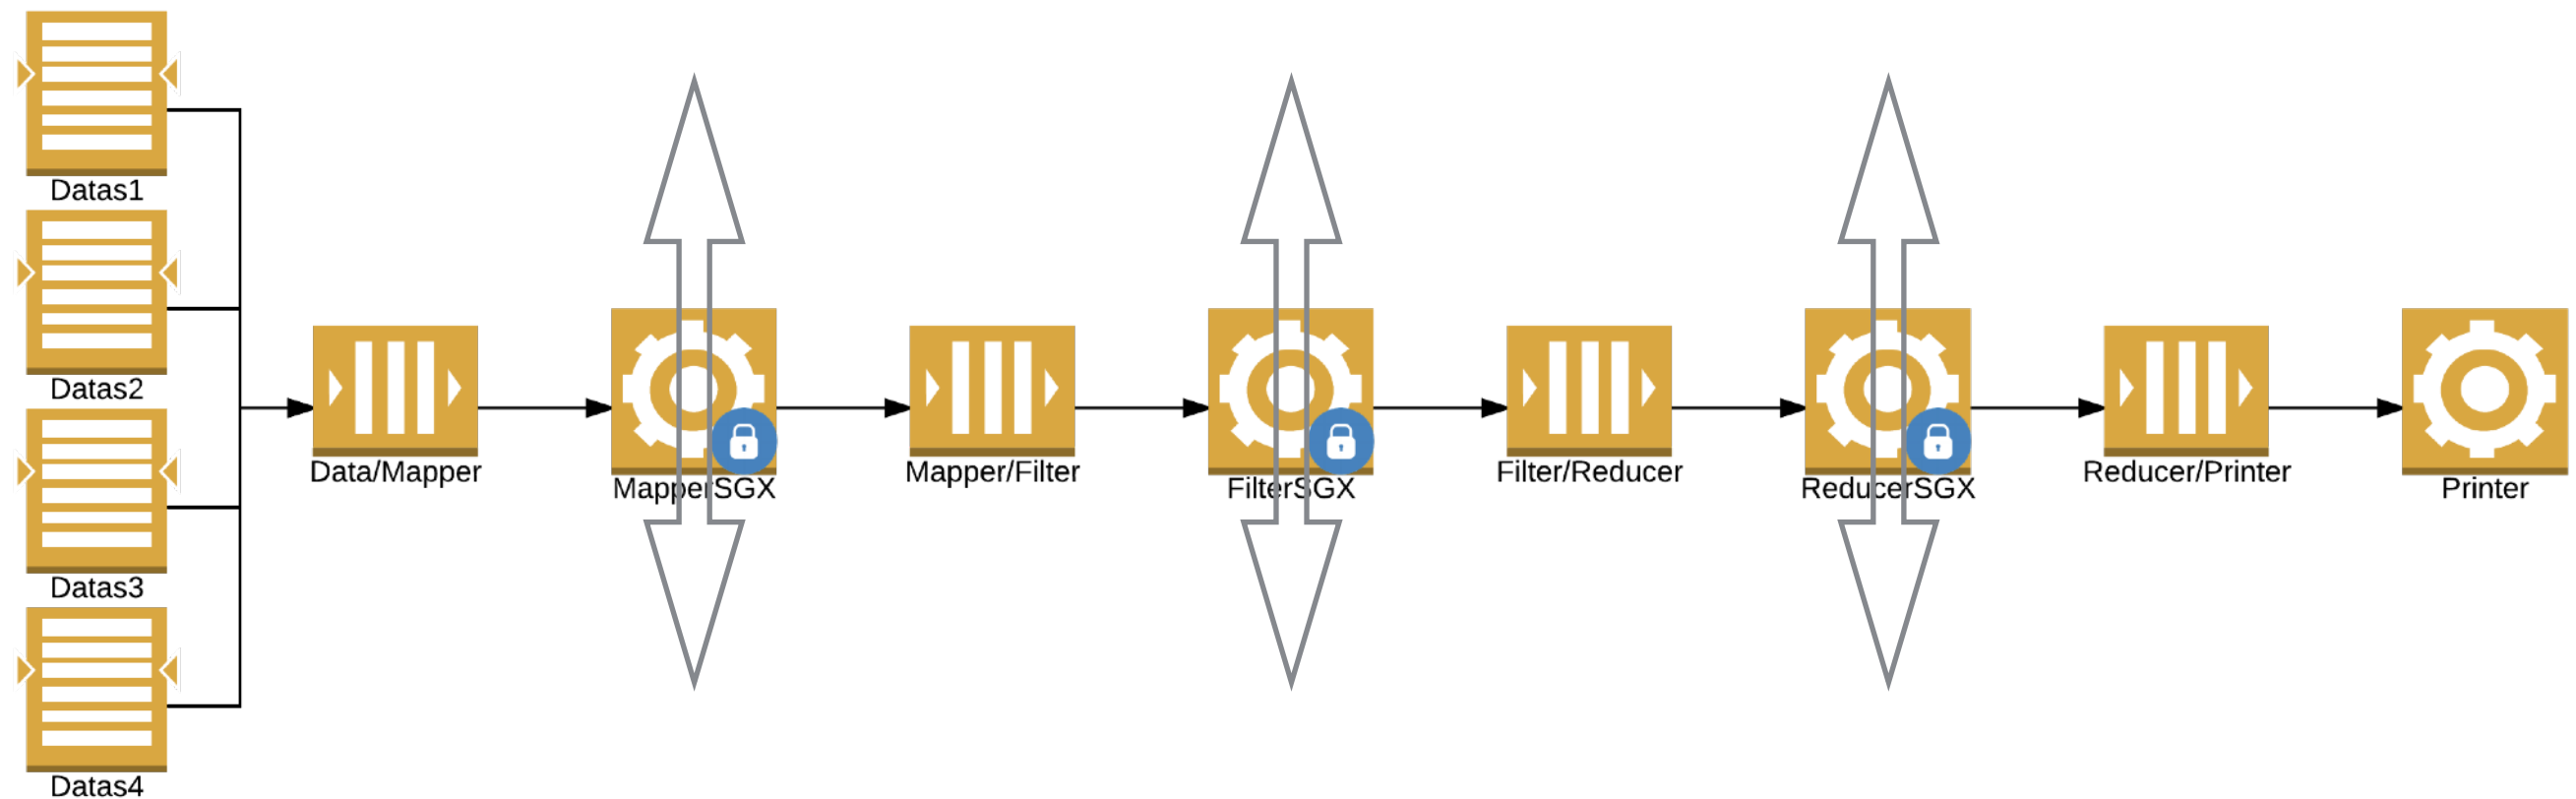 Datas1
Datas2
Datas3
Datas4
Data/Mapper
MapperSGX
Mapper/Filter
FilterSGX
Filter/Reducer
ReducerSGX
Reducer/Printer
Printer